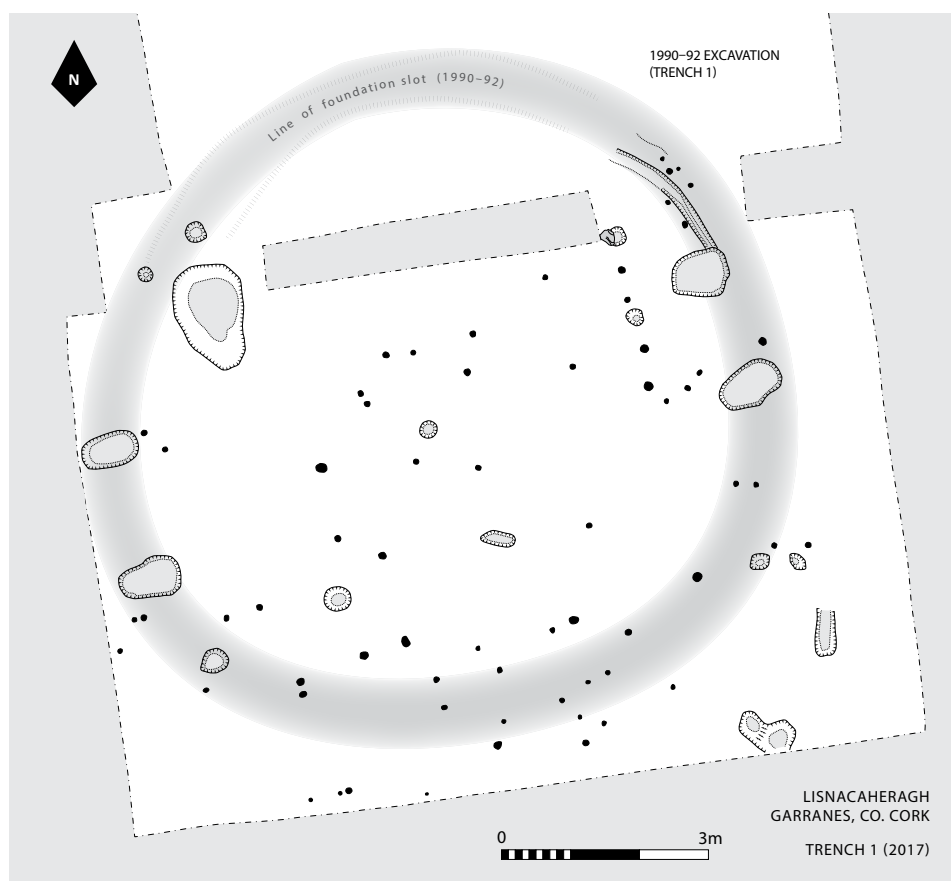 1990–92 EXCAVATION
(TRENCH 1)
N
Line of foundation slot (1990–92)
LISNACAHERAGH
GARRANES, CO. CORK
TRENCH 1 (2017)
0 3m